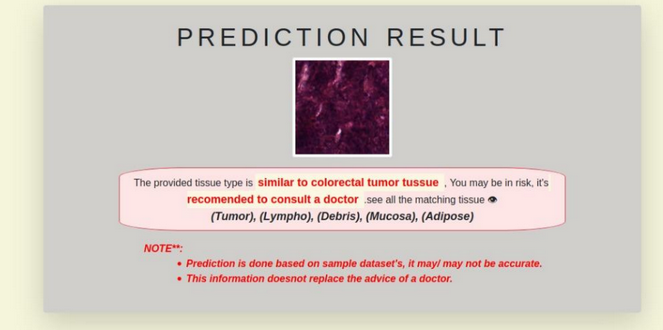 PREDICTION RESULT
The provided tissue type is similar to colorectal tumor tussue , You may be in risk, it's
recomended to consult a doctor .see all the matching tissue 👁
(Tumor), (Lympho), (Debris), (Mucosa), (Adipose)
NOTE**:
• Prediction is done based on sample dataset's, it may/ may not be accurate.
• This information doesnot replace the advice of a doctor.